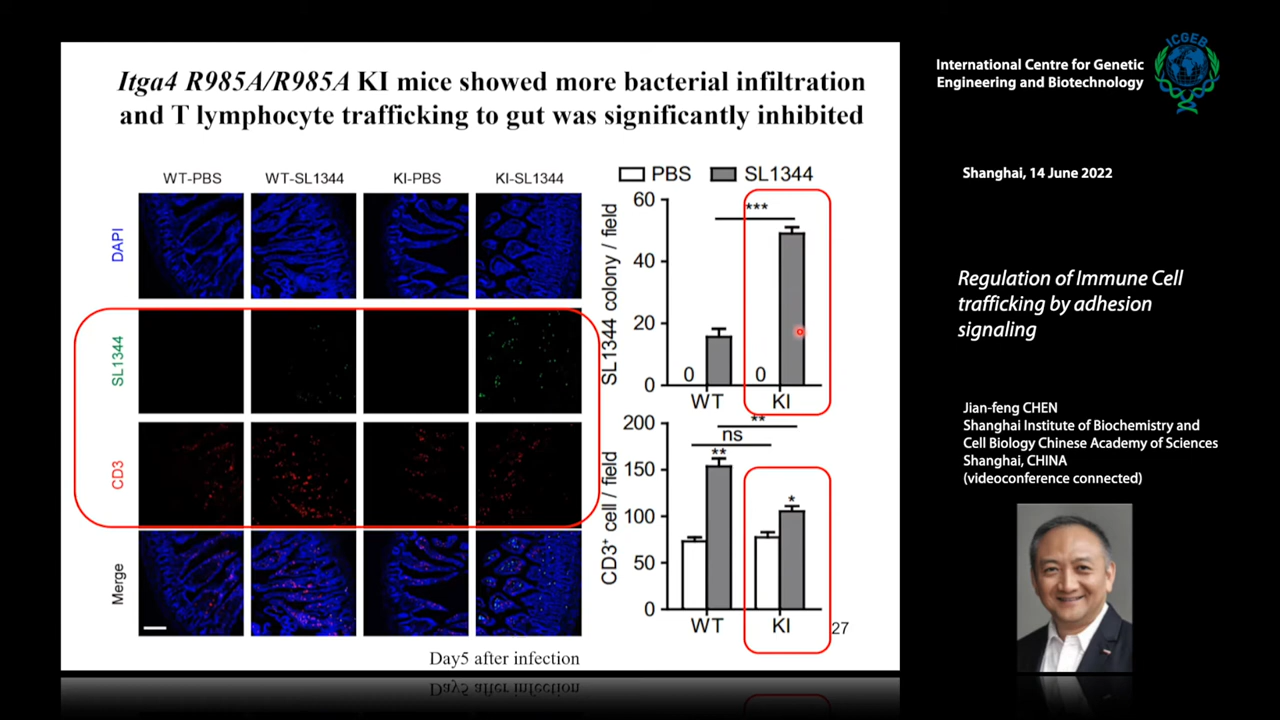 Itga4 R985A/R985A KI mice showed more bacterial infiltration
and T lymphocyte trafficking to gut was significantly inhibited
WT-PBS
WT-SL1344
KI-PBS
KI-SL1344
DAPI
SL1344
CD3
Merge
Day5 after infection
PBS
SL1344
SL1344 colony / field
60
40
20
0
***
0
0
WT
KI
CD3+ cell / field
200
150
100
50
0
**
ns
**
*
WT
KI
27
ICGEB
International Centre for Genetic
Engineering and Biotechnology
Shanghai, 14 June 2022
Regulation of Immune Cell
trafficking by adhesion
signaling
Jian-feng CHEN
Shanghai Institute of Biochemistry and
Cell Biology Chinese Academy of Sciences
Shanghai, CHINA
(videoconference connected)